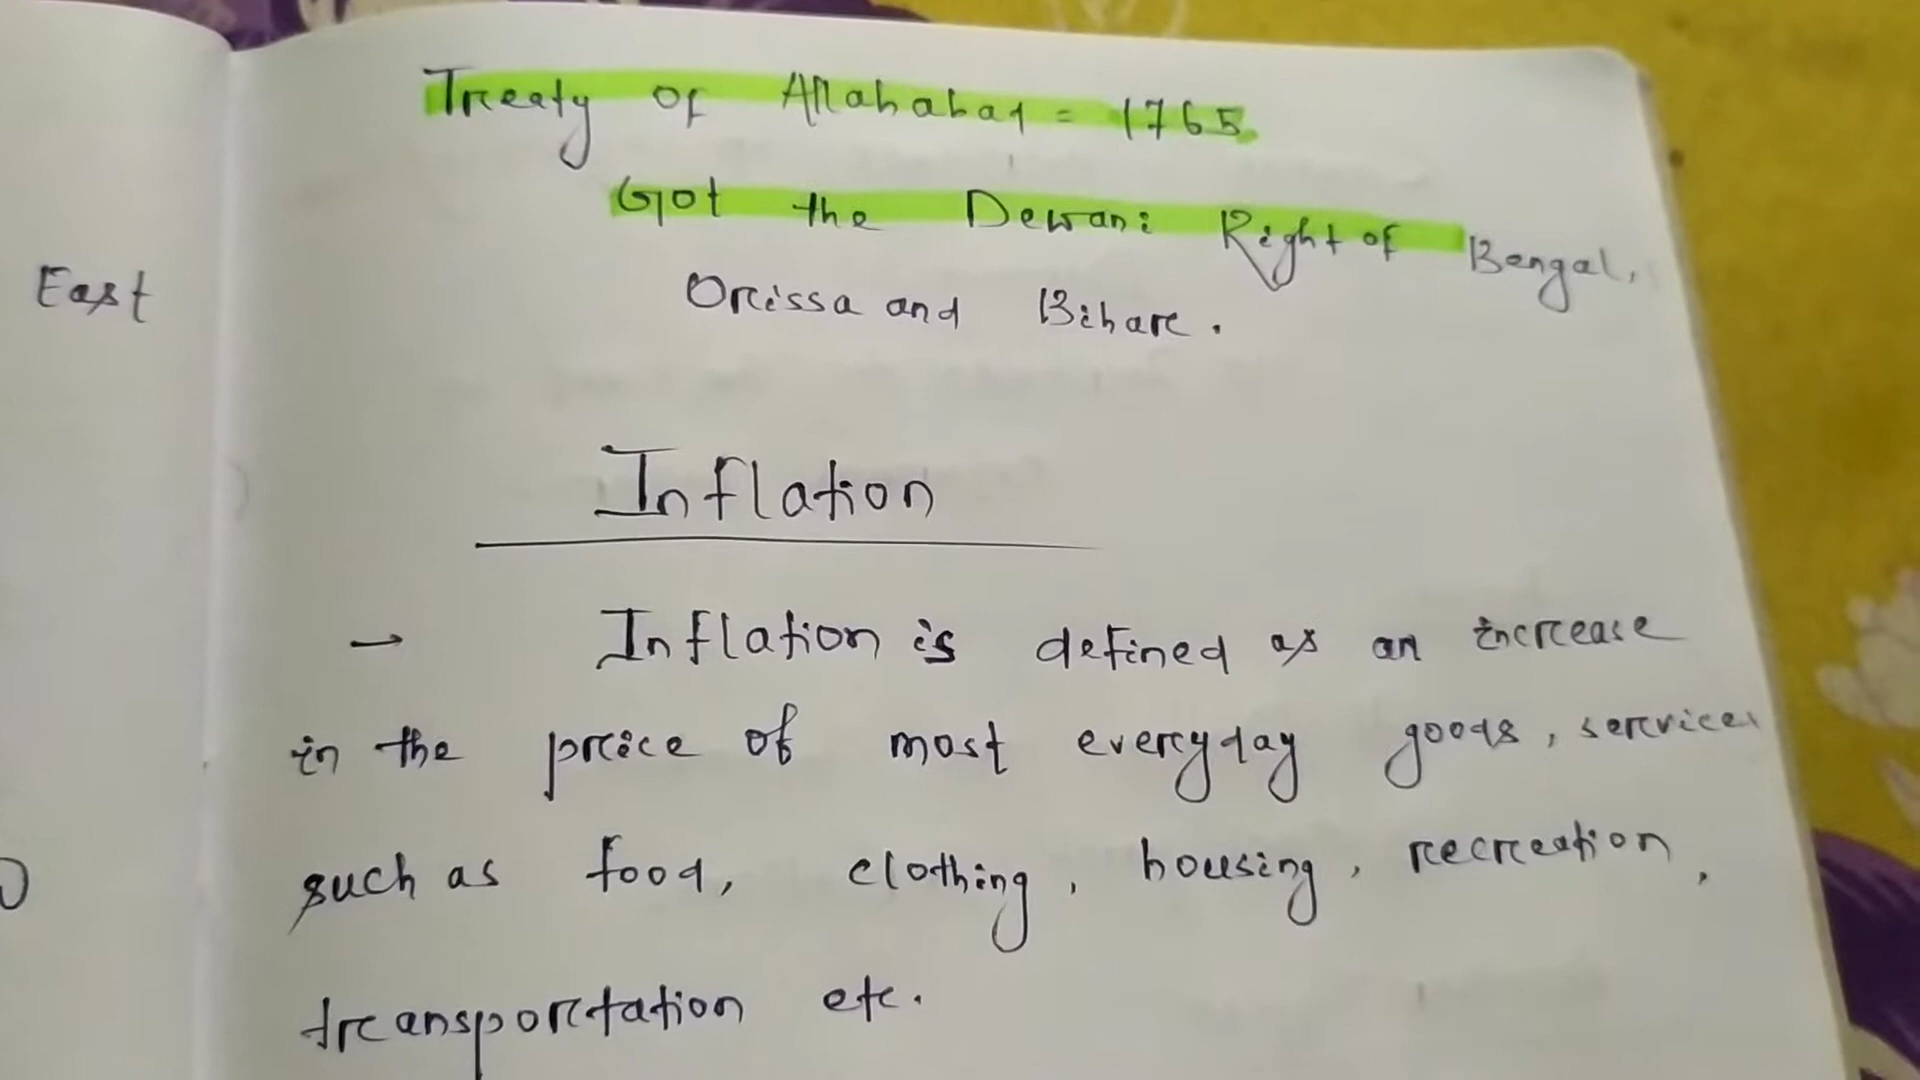 Treaty of Allahabad = 1765
Got the Dewani Right of Bengal,
Orissa and Bihar.
East
Inflation
→ Inflation is defined as an increase
in the price of most everyday goods, services
such as food, clothing, housing, recreation,
transportation etc.